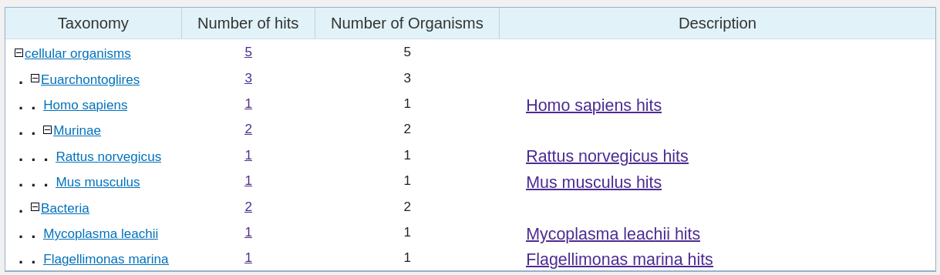 Taxonomy Number of hits Number of Organisms Description
cellular organisms 5 5
. Euarchontoglires 3 3
. . Homo sapiens 1 1 Homo sapiens hits
. . Murinae 2 2
. . . Rattus norvegicus 1 1 Rattus norvegicus hits
. . . Mus musculus 1 1 Mus musculus hits
. Bacteria 2 2
. . Mycoplasma leachii 1 1 Mycoplasma leachii hits
. . Flagellimonas marina 1 1 Flagellimonas marina hits